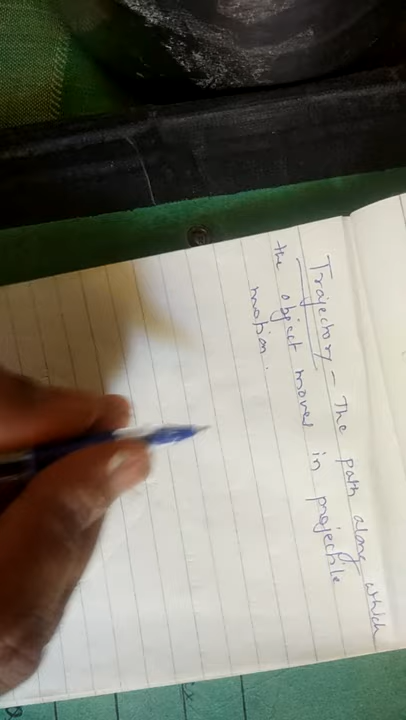 Trajectory - The path along which
the object moves in projectile
motion.